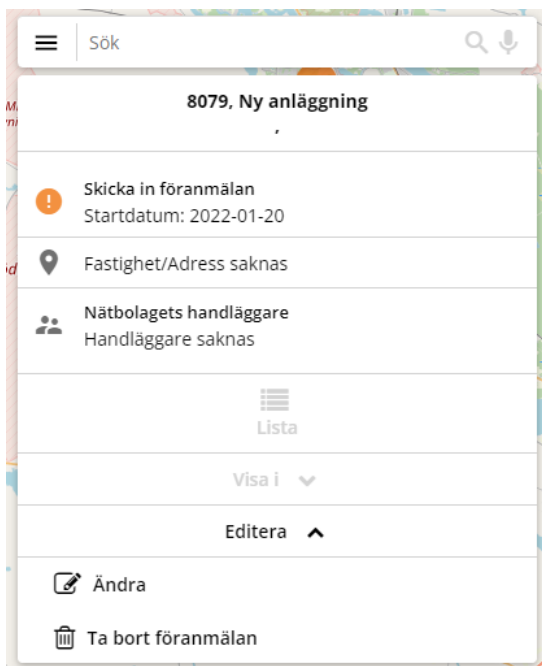 Sök
8079, Ny anläggning
,
Skicka in föranmälan
Startdatum: 2022-01-20
Fastighet/Adress saknas
Nätbolagets handläggare
Handläggare saknas
Lista
Visa i
Editera
Ändra
Ta bort föranmälan